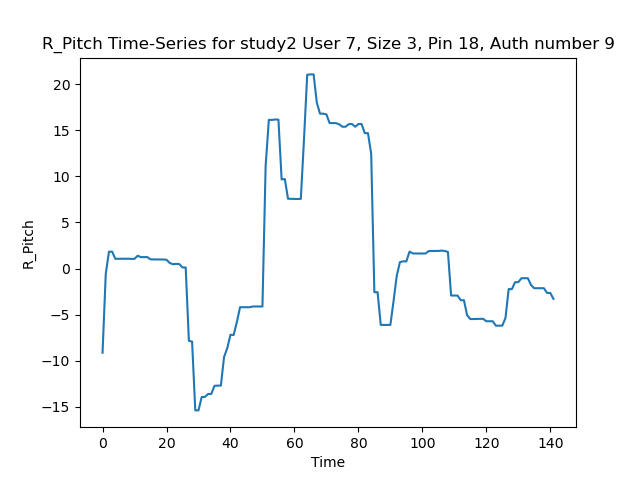 R_Pitch Time-Series for study2 User 7, Size 3, Pin 18, Auth number 9
20
15
10
5
0
−5
−10
−15
R_Pitch
0 20 40 60 80 100 120 140
Time